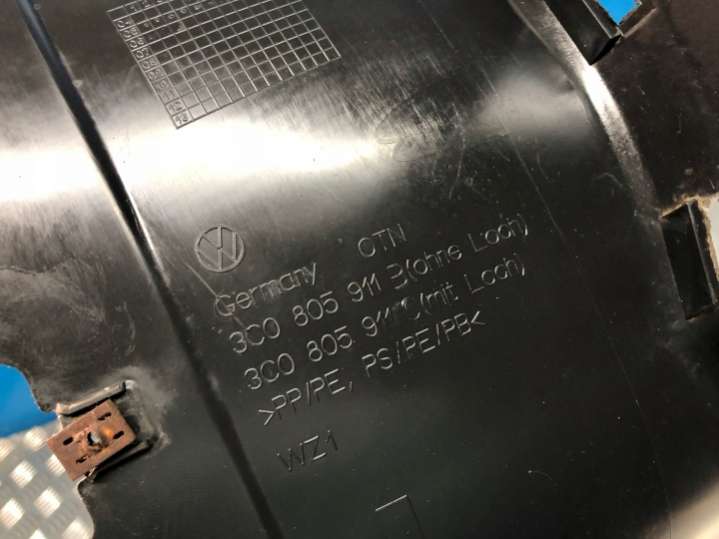 Germany OTN
3C0 805 911 B(ohne Loch)
3C0 805 911 C(mit Loch)
>PP/PE, PS/PE/PB<
WZ1